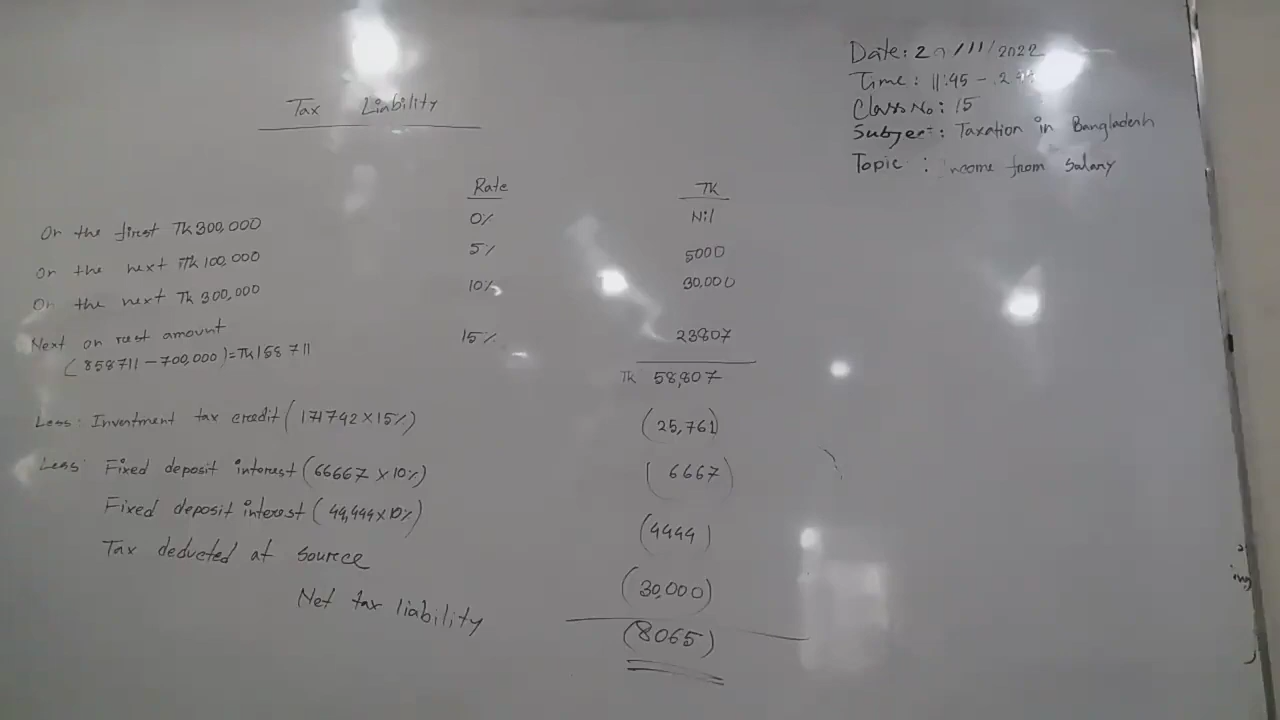 Date: 29/11/2022
Time: 11:45 -
Class No: 15
Subject: Taxation in Bangladesh
Topic : Income from Salary
Tax Liability
Rate Tk
On the first Tk 300,000 0% Nil
On the next Tk 100,000 5% 5000
On the next Tk 300,000 10% 30,000
Next on rest amount
(858711 - 700,000) = Tk 158711 15% 23807
Tk 58,807
Less: Investment tax credit (171742 x 15%) (25,761)
Less: Fixed deposit interest (66667 x 10%) (6667)
Fixed deposit interest (44,444 x 10%) (4444)
Tax deducted at source (30,000)
Net tax liability (8065)